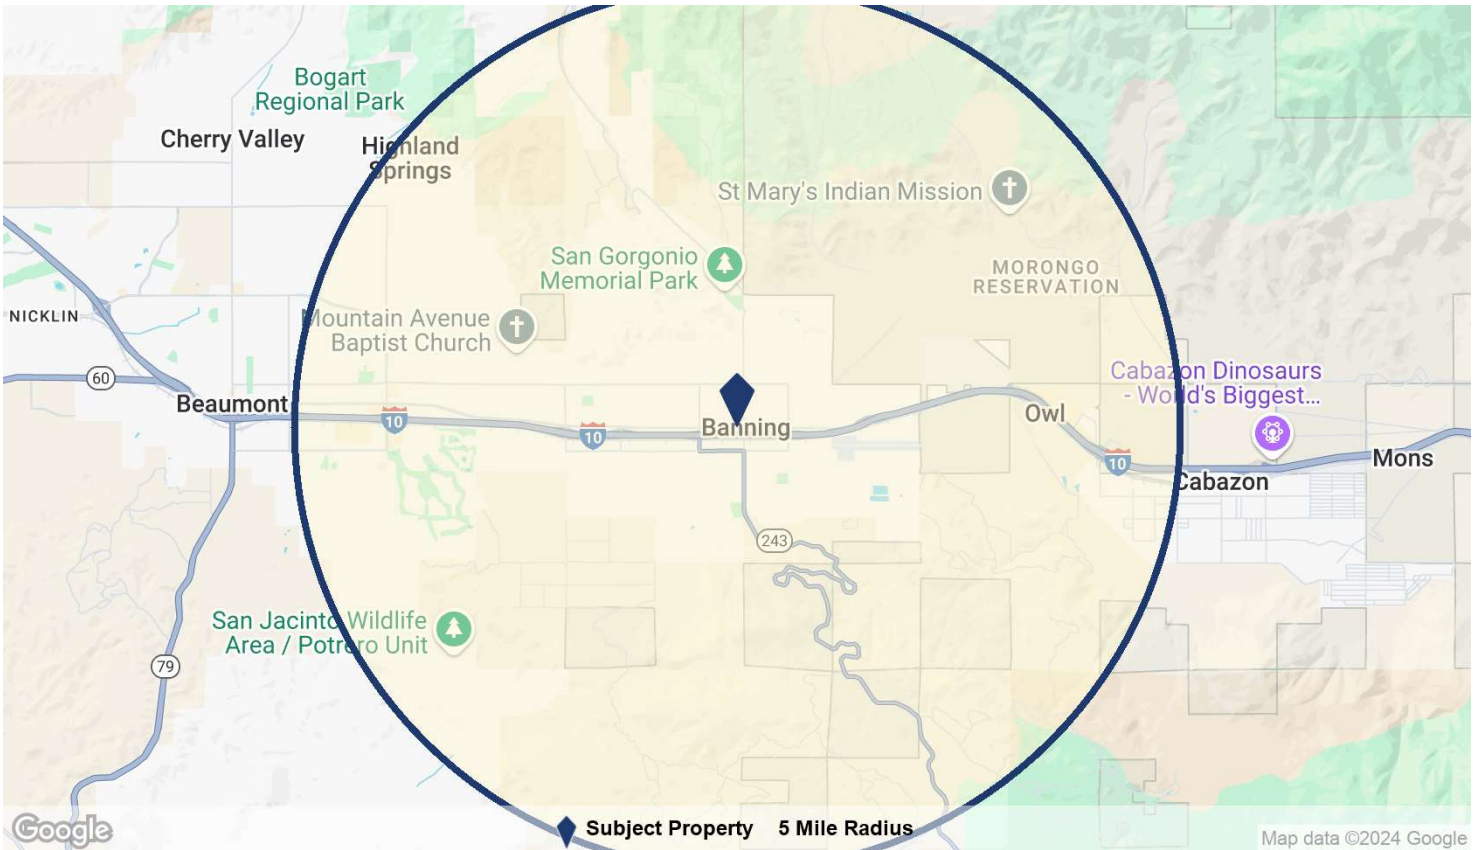 Bogart
Regional Park
Cherry Valley
Highland
Springs
St Mary's Indian Mission
San Gorgonio
Memorial Park
MORONGO
RESERVATION
NICKLIN
Mountain Avenue
Baptist Church
60
Beaumont
10
10
Banning
Owl
Cabazon Dinosaurs
- World's Biggest...
10
Cabazon
Mons
243
San Jacinto Wildlife
Area / Potrero Unit
79
Google
Subject Property 5 Mile Radius
Map data ©2024 Google